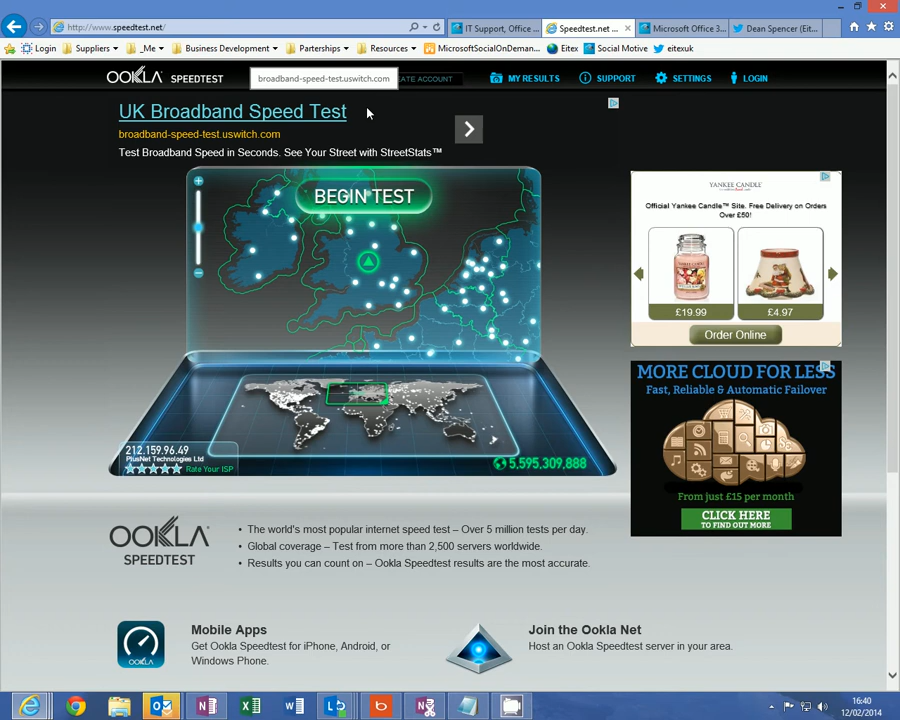 http://www.speedtest.net/
IT Support, Office ...
Speedtest.net ...
Microsoft Office 3...
Dean Spencer (Eit...
Login
Suppliers
_Me
Business Development
Parterships
Resources
MicrosoftSocialOnDeman...
Eitex
Social Motive
eitexuk
OOKLA SPEEDTEST
broadband-speed-test.uswitch.com
EATE ACCOUNT
MY RESULTS
SUPPORT
SETTINGS
LOGIN
UK Broadband Speed Test
broadband-speed-test.uswitch.com
Test Broadband Speed in Seconds. See Your Street with StreetStats™
BEGIN TEST
YANKEE CANDLE
Official Yankee Candle™ Site. Free Delivery on Orders
Over £50!
£19.99
£4.97
Order Online
MORE CLOUD FOR LESS
Fast, Reliable & Automatic Failover
From just £15 per month
CLICK HERE
TO FIND OUT MORE
212.159.96.49
PlusNet Technologies Ltd
Rate Your ISP
5,595,309,888
OOKLA
SPEEDTEST
• The world's most popular internet speed test – Over 5 million tests per day.
• Global coverage – Test from more than 2,500 servers worldwide.
• Results you can count on – Ookla Speedtest results are the most accurate.
OOKLA
Mobile Apps
Get Ookla Speedtest for iPhone, Android, or
Windows Phone.
Join the Ookla Net
Host an Ookla Speedtest server in your area.
16:40
12/02/2014